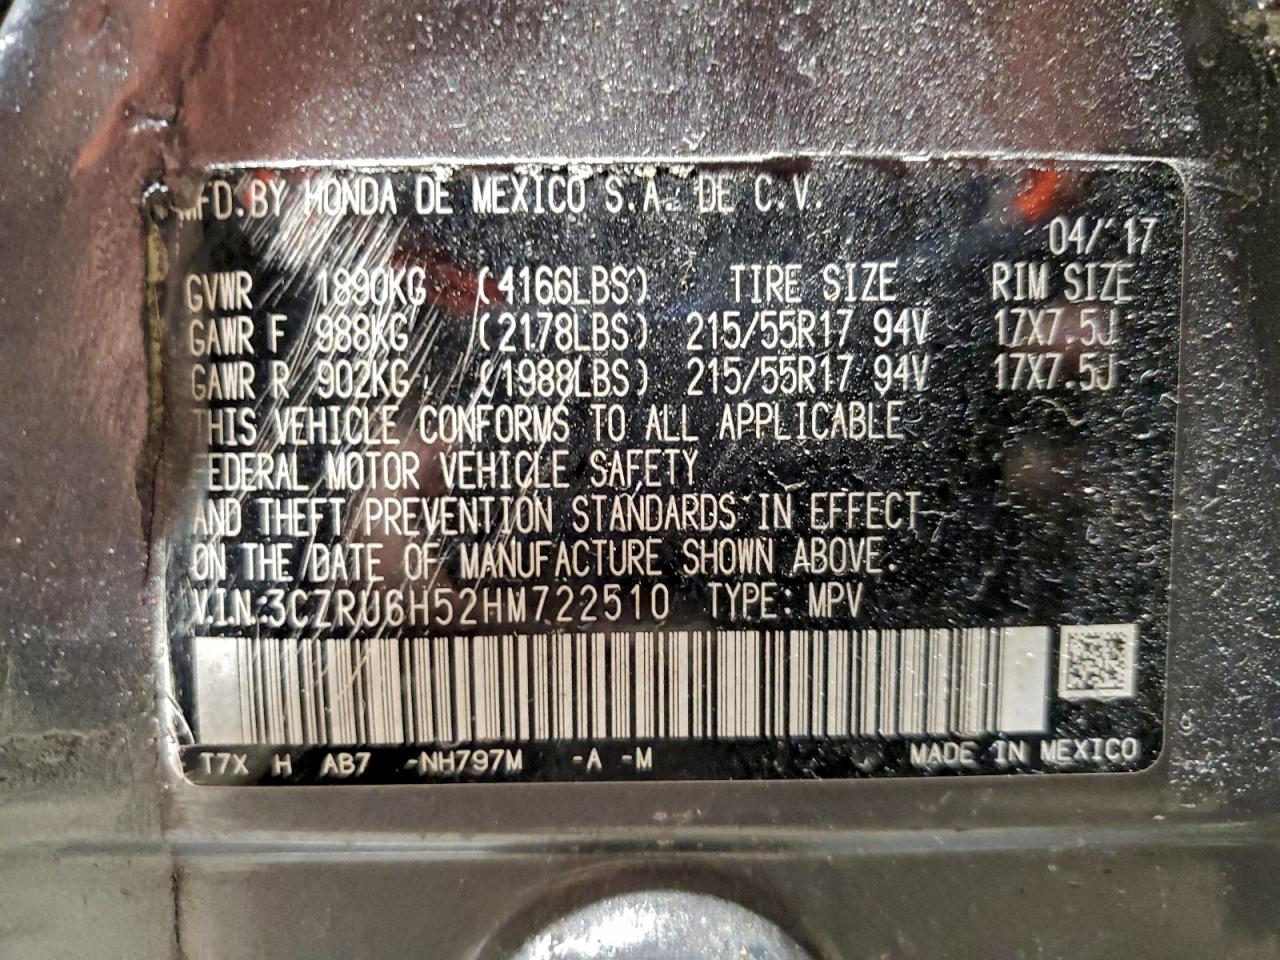 MFD. BY HONDA DE MEXICO S.A. DE C.V.
04/'17
GVWR 1890KG (4166LBS) TIRE SIZE RIM SIZE
GAWR F 988KG (2178LBS) 215/55R17 94V 17X7.5J
GAWR R 902KG (1988LBS) 215/55R17 94V 17X7.5J
THIS VEHICLE CONFORMS TO ALL APPLICABLE
FEDERAL MOTOR VEHICLE SAFETY
AND THEFT PREVENTION STANDARDS IN EFFECT
ON THE DATE OF MANUFACTURE SHOWN ABOVE.
V.I.N.:3CZRU6H52HM722510 TYPE: MPV
T7X H AB7 -NH797M -A -M MADE IN MEXICO